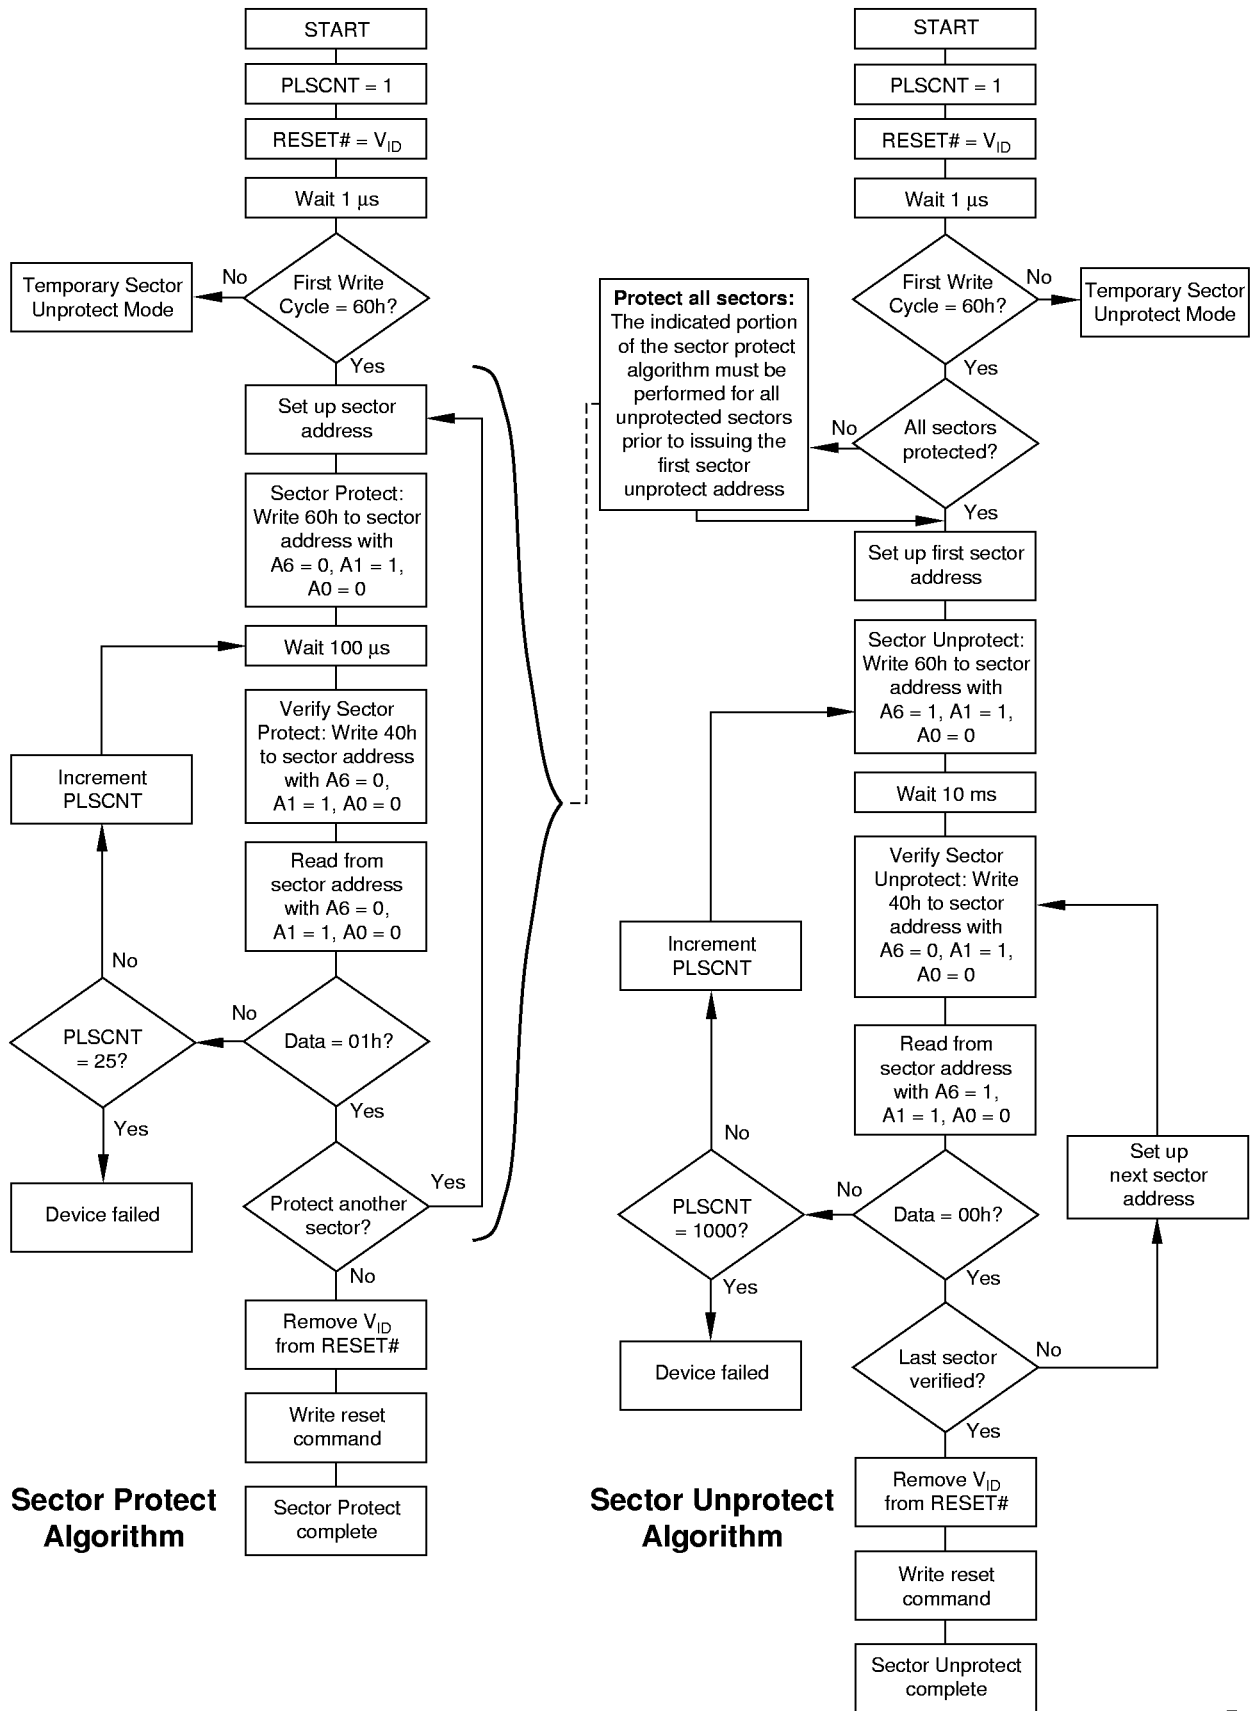 START
PLSCNT = 1
RESET# = VID
Wait 1 μs
First Write
Cycle = 60h?
No
Temporary Sector
Unprotect Mode
Yes
Set up sector
address
Sector Protect:
Write 60h to sector
address with
A6 = 0, A1 = 1,
A0 = 0
Wait 100 μs
Verify Sector
Protect: Write 40h
to sector address
with A6 = 0,
A1 = 1, A0 = 0
Increment
PLSCNT
Read from
sector address
with A6 = 0,
A1 = 1, A0 = 0
No
PLSCNT
= 25?
No
Data = 01h?
Yes
Yes
Device failed
Protect another
sector?
Yes
No
Remove VID
from RESET#
Write reset
command
Sector Protect
complete
Sector Protect
Algorithm
START
PLSCNT = 1
RESET# = VID
Wait 1 μs
First Write
Cycle = 60h?
No
Temporary Sector
Unprotect Mode
Yes
All sectors
protected?
No
Protect all sectors:
The indicated portion
of the sector protect
algorithm must be
performed for all
unprotected sectors
prior to issuing the
first sector
unprotect address
Yes
Set up first sector
address
Sector Unprotect:
Write 60h to sector
address with
A6 = 1, A1 = 1,
A0 = 0
Wait 10 ms
Verify Sector
Unprotect: Write
40h to sector
address with
A6 = 0, A1 = 1,
A0 = 0
Increment
PLSCNT
Read from
sector address
with A6 = 1,
A1 = 1, A0 = 0
No
PLSCNT
= 1000?
No
Data = 00h?
Set up
next sector
address
Yes
Yes
Device failed
Last sector
verified?
No
Yes
Remove VID
from RESET#
Write reset
command
Sector Unprotect
complete
Sector Unprotect
Algorithm